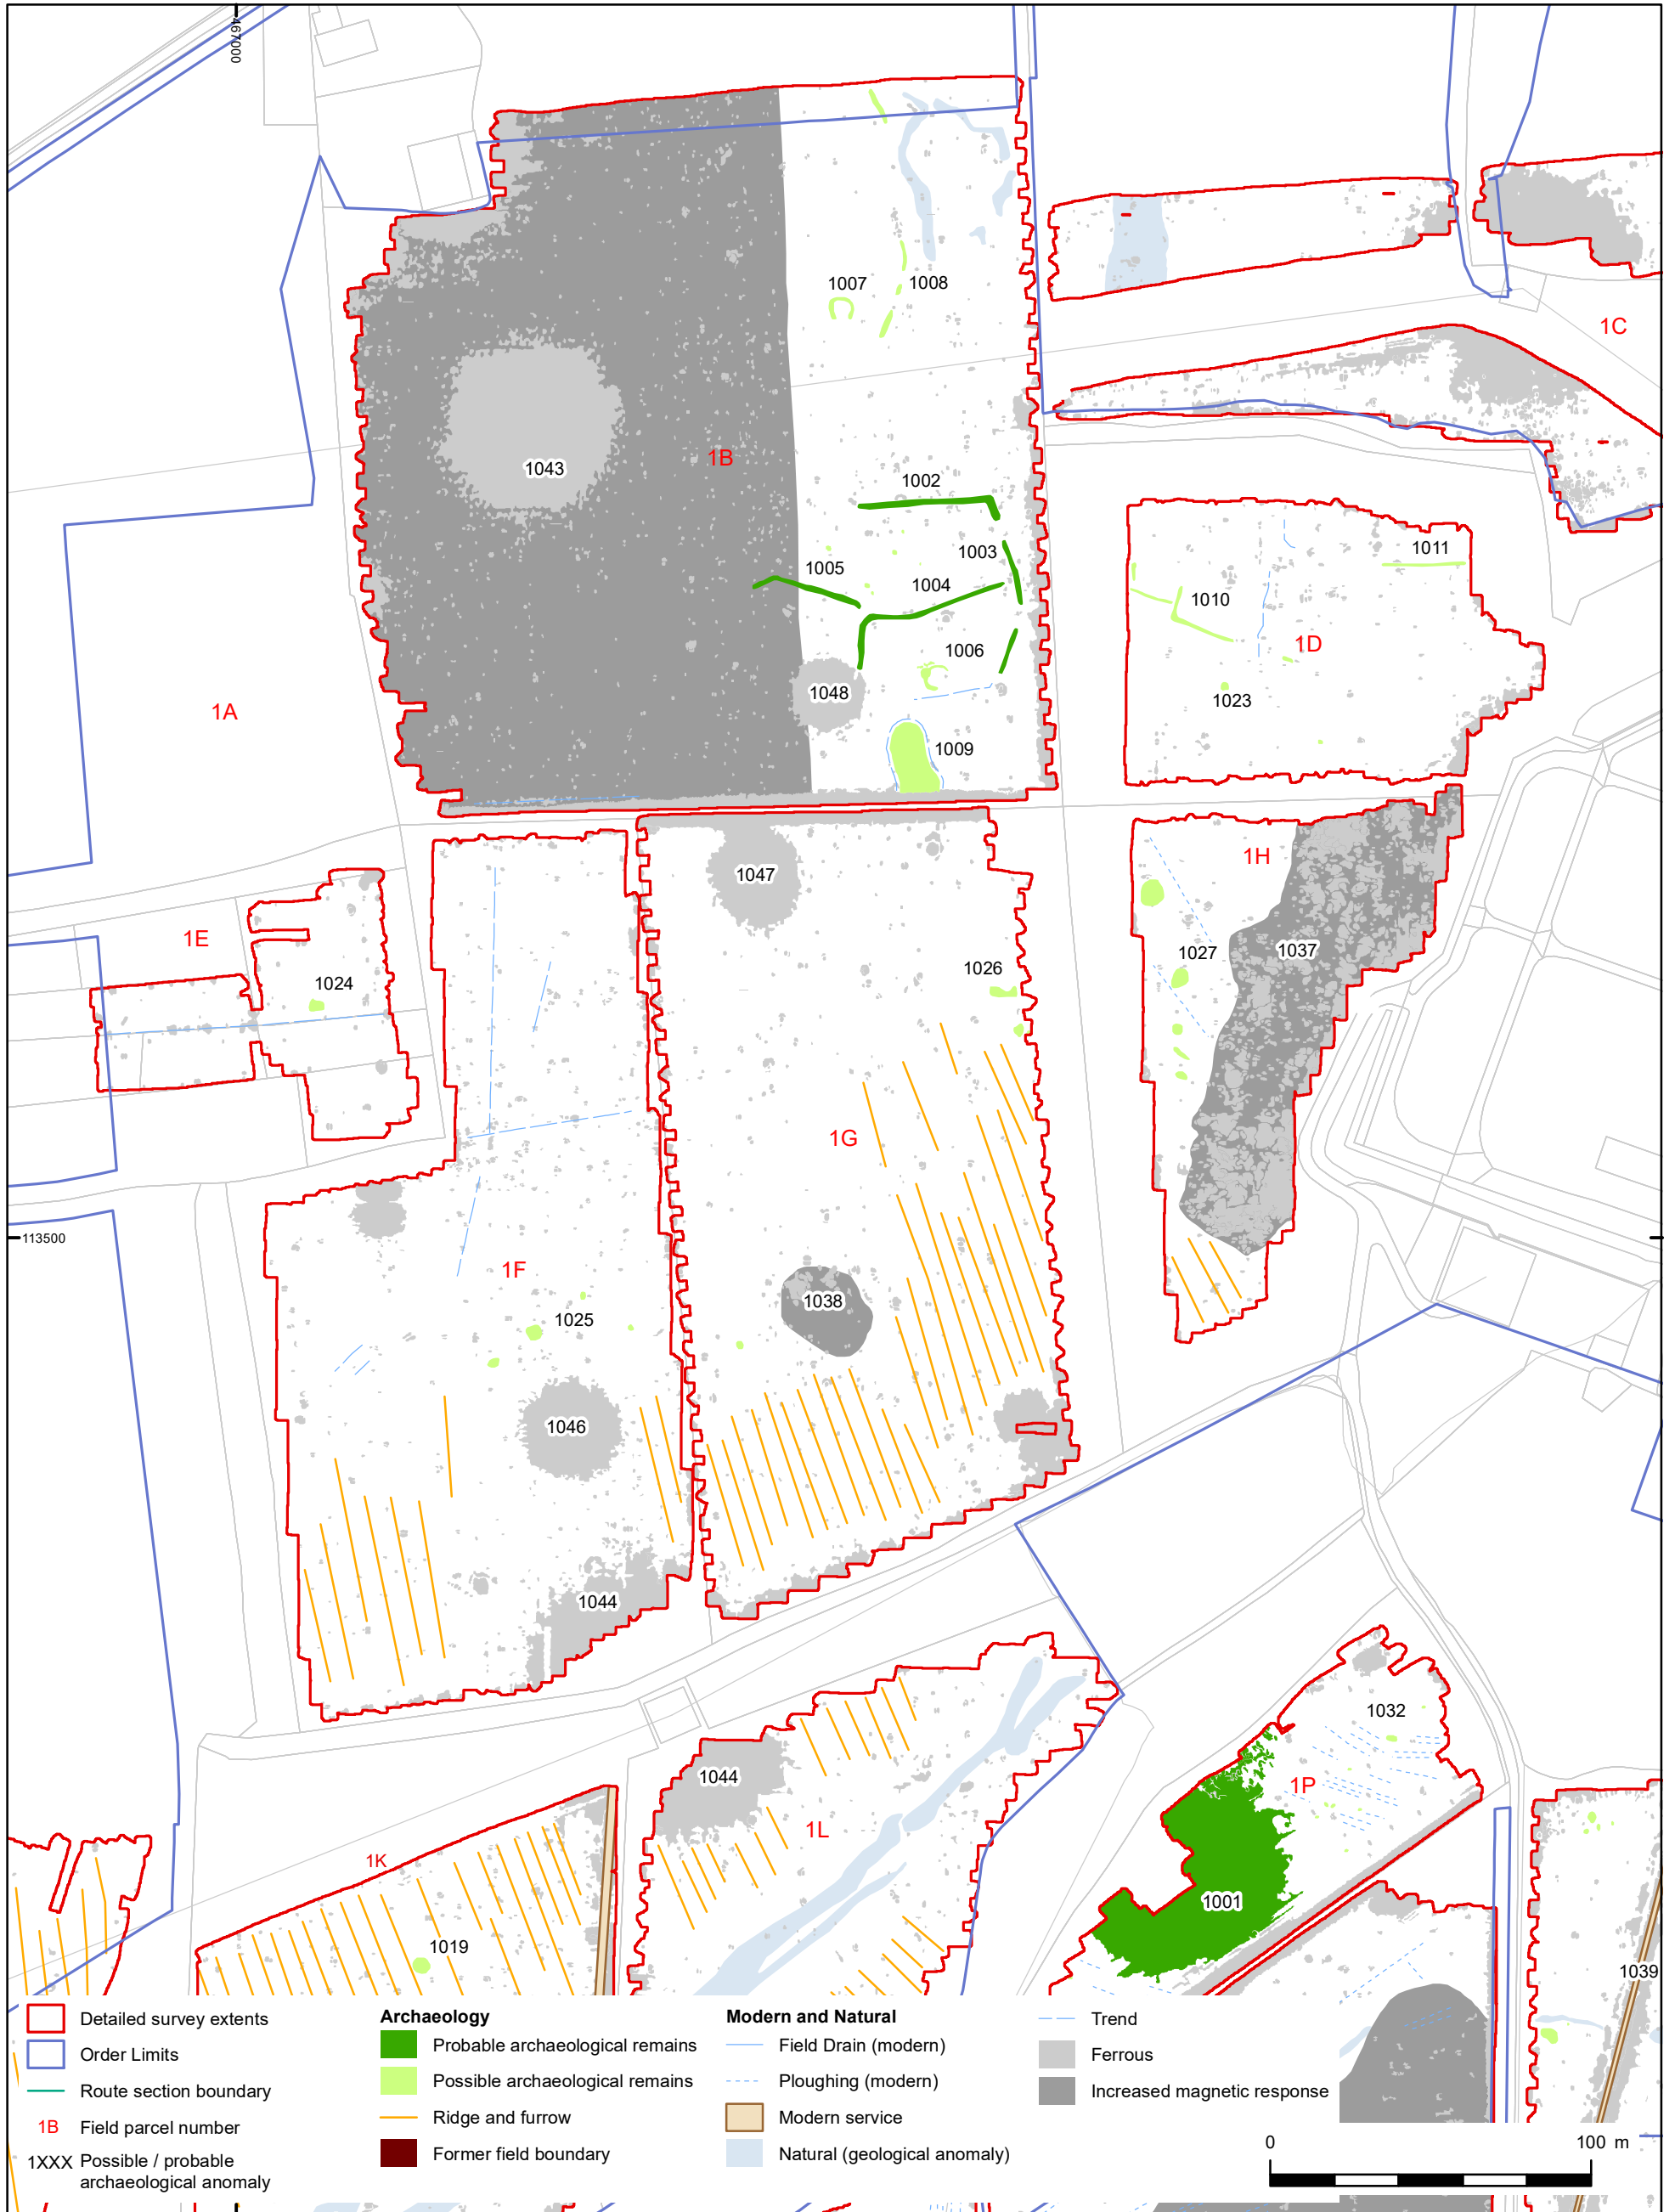 467000
1C
1007
1008
1B
1043
1002
1003
1011
1005
1004
1010
1006
1D
1048
1023
1A
1009
1H
1047
1E
1027
1037
1026
1024
1G
113500
1F
1038
1025
1046
1044
1032
1044
1P
1L
1K
1001
1019
1039
Detailed survey extents
Order Limits
Route section boundary
1B Field parcel number
1XXX Possible / probable
archaeological anomaly
Archaeology
Probable archaeological remains
Possible archaeological remains
Ridge and furrow
Former field boundary
Modern and Natural
Field Drain (modern)
Ploughing (modern)
Modern service
Natural (geological anomaly)
Trend
Ferrous
Increased magnetic response
0 100 m